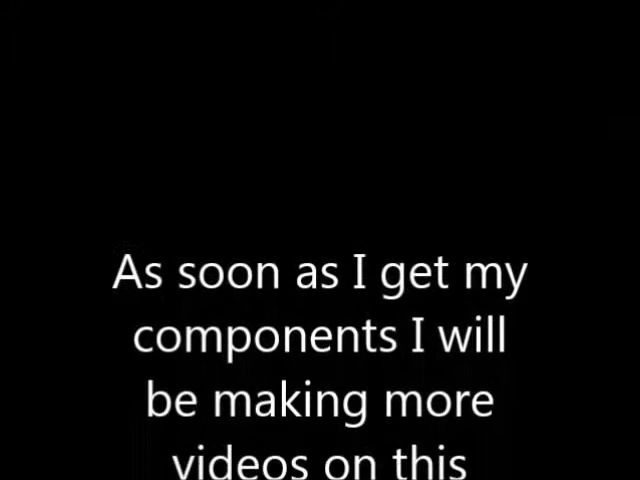 As soon as I get my
components I will
be making more
videos on this